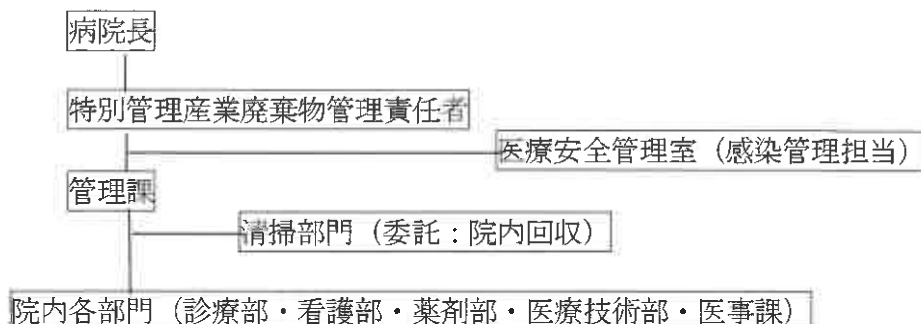 病院長
特別管理産業廃棄物管理責任者
医療安全管理室（感染管理担当）
管理課
清掃部門（委託：院内回収）
院内各部門（診療部・看護部・薬剤部・医療技術部・医事課）